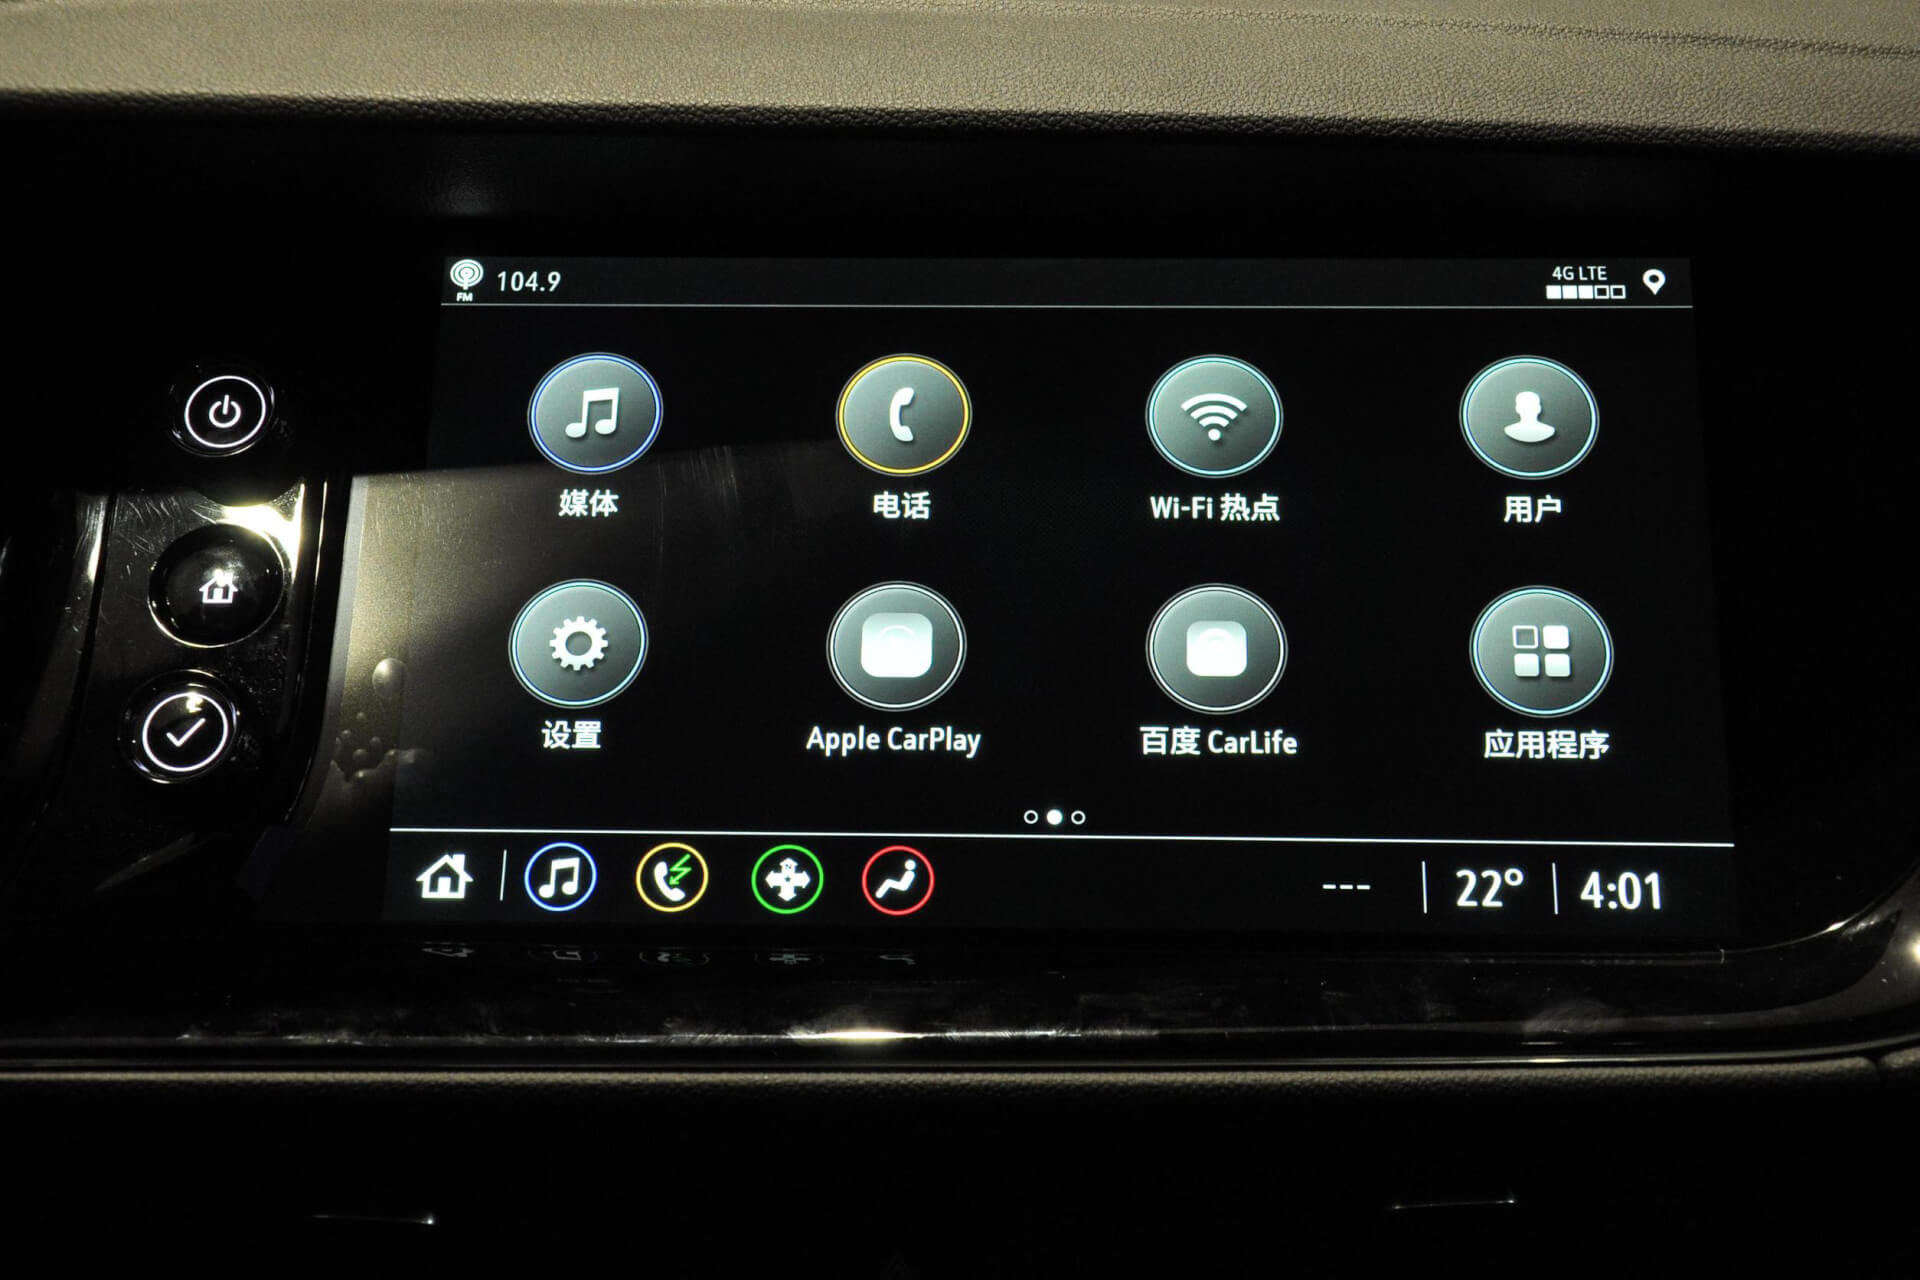 FM 104.9
4G LTE
媒体
电话
Wi-Fi 热点
用户
设置
Apple CarPlay
百度 CarLife
应用程序
--- 22° 4:01